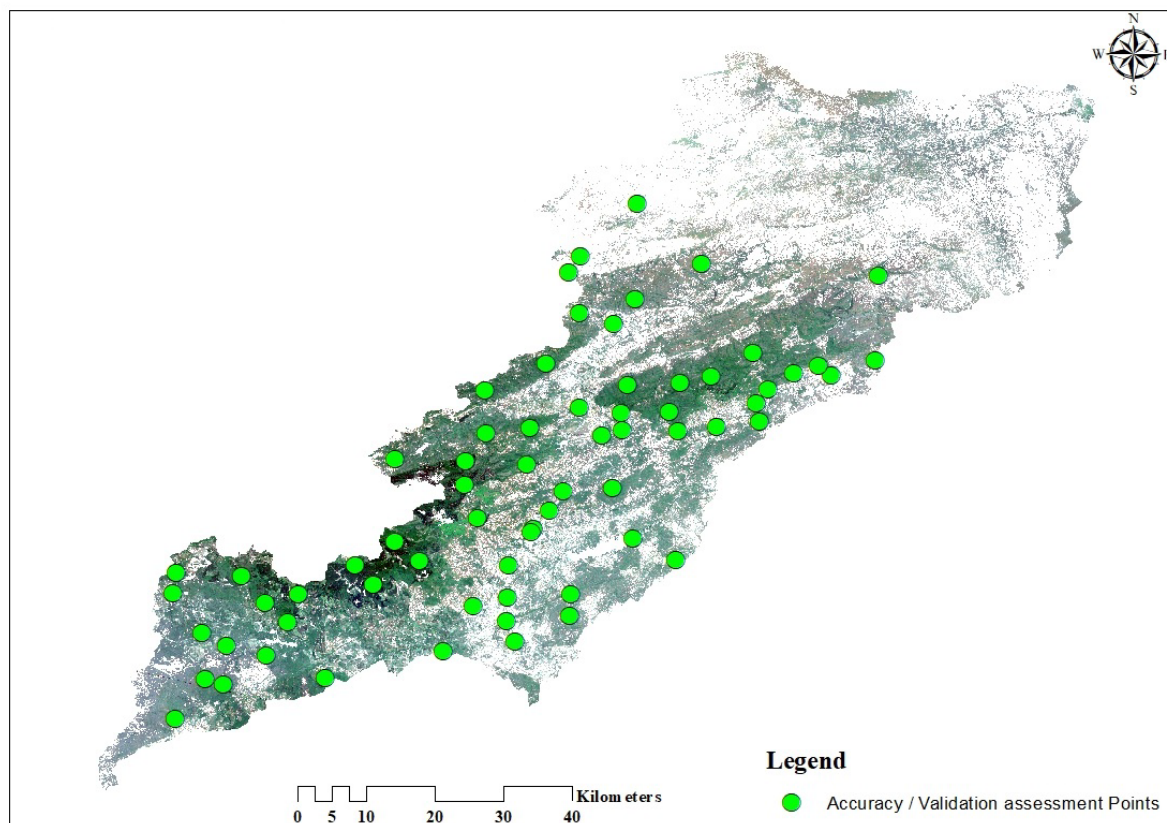 N
W E
S
Legend
Accuracy / Validation assessment Points
Kilometers
0 5 10 20 30 40